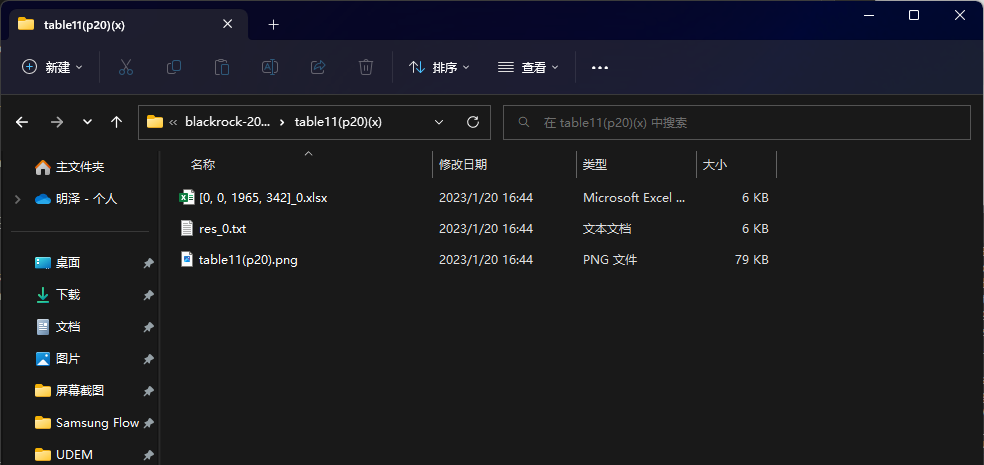 table11(p20)(x)
新建
排序
查看
« blackrock-20... › table11(p20)(x)
在 table11(p20)(x) 中搜索
主文件夹
明泽 - 个人
桌面
下载
文档
图片
屏幕截图
Samsung Flow
UDEM
名称 修改日期 类型 大小
[0, 0, 1965, 342]_0.xlsx 2023/1/20 16:44 Microsoft Excel ... 6 KB
res_0.txt 2023/1/20 16:44 文本文档 6 KB
table11(p20).png 2023/1/20 16:44 PNG 文件 79 KB